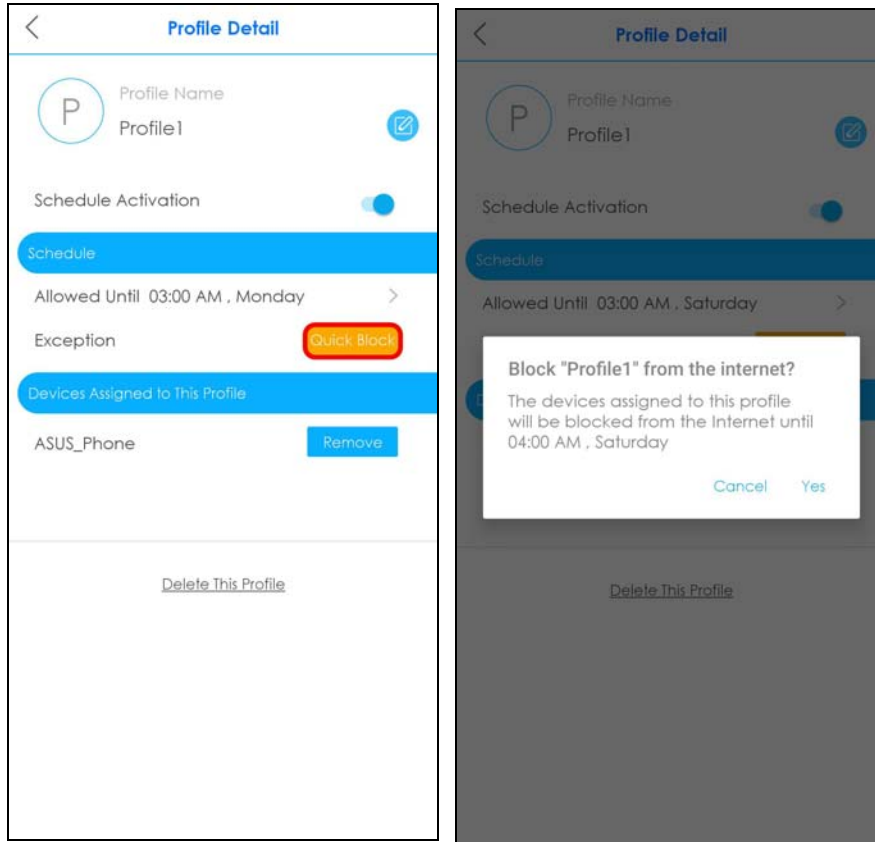 Profile Detail
P
Profile Name
Profile1
Schedule Activation
Schedule
Allowed Until 03:00 AM , Monday
Exception
Quick Block
Devices Assigned to This Profile
ASUS_Phone
Remove
Delete This Profile
Profile Detail
P
Profile Name
Profile1
Schedule Activation
Schedule
Allowed Until 03:00 AM , Saturday
Block "Profile1" from the internet?
The devices assigned to this profile
will be blocked from the Internet until
04:00 AM , Saturday
Cancel Yes
Delete This Profile